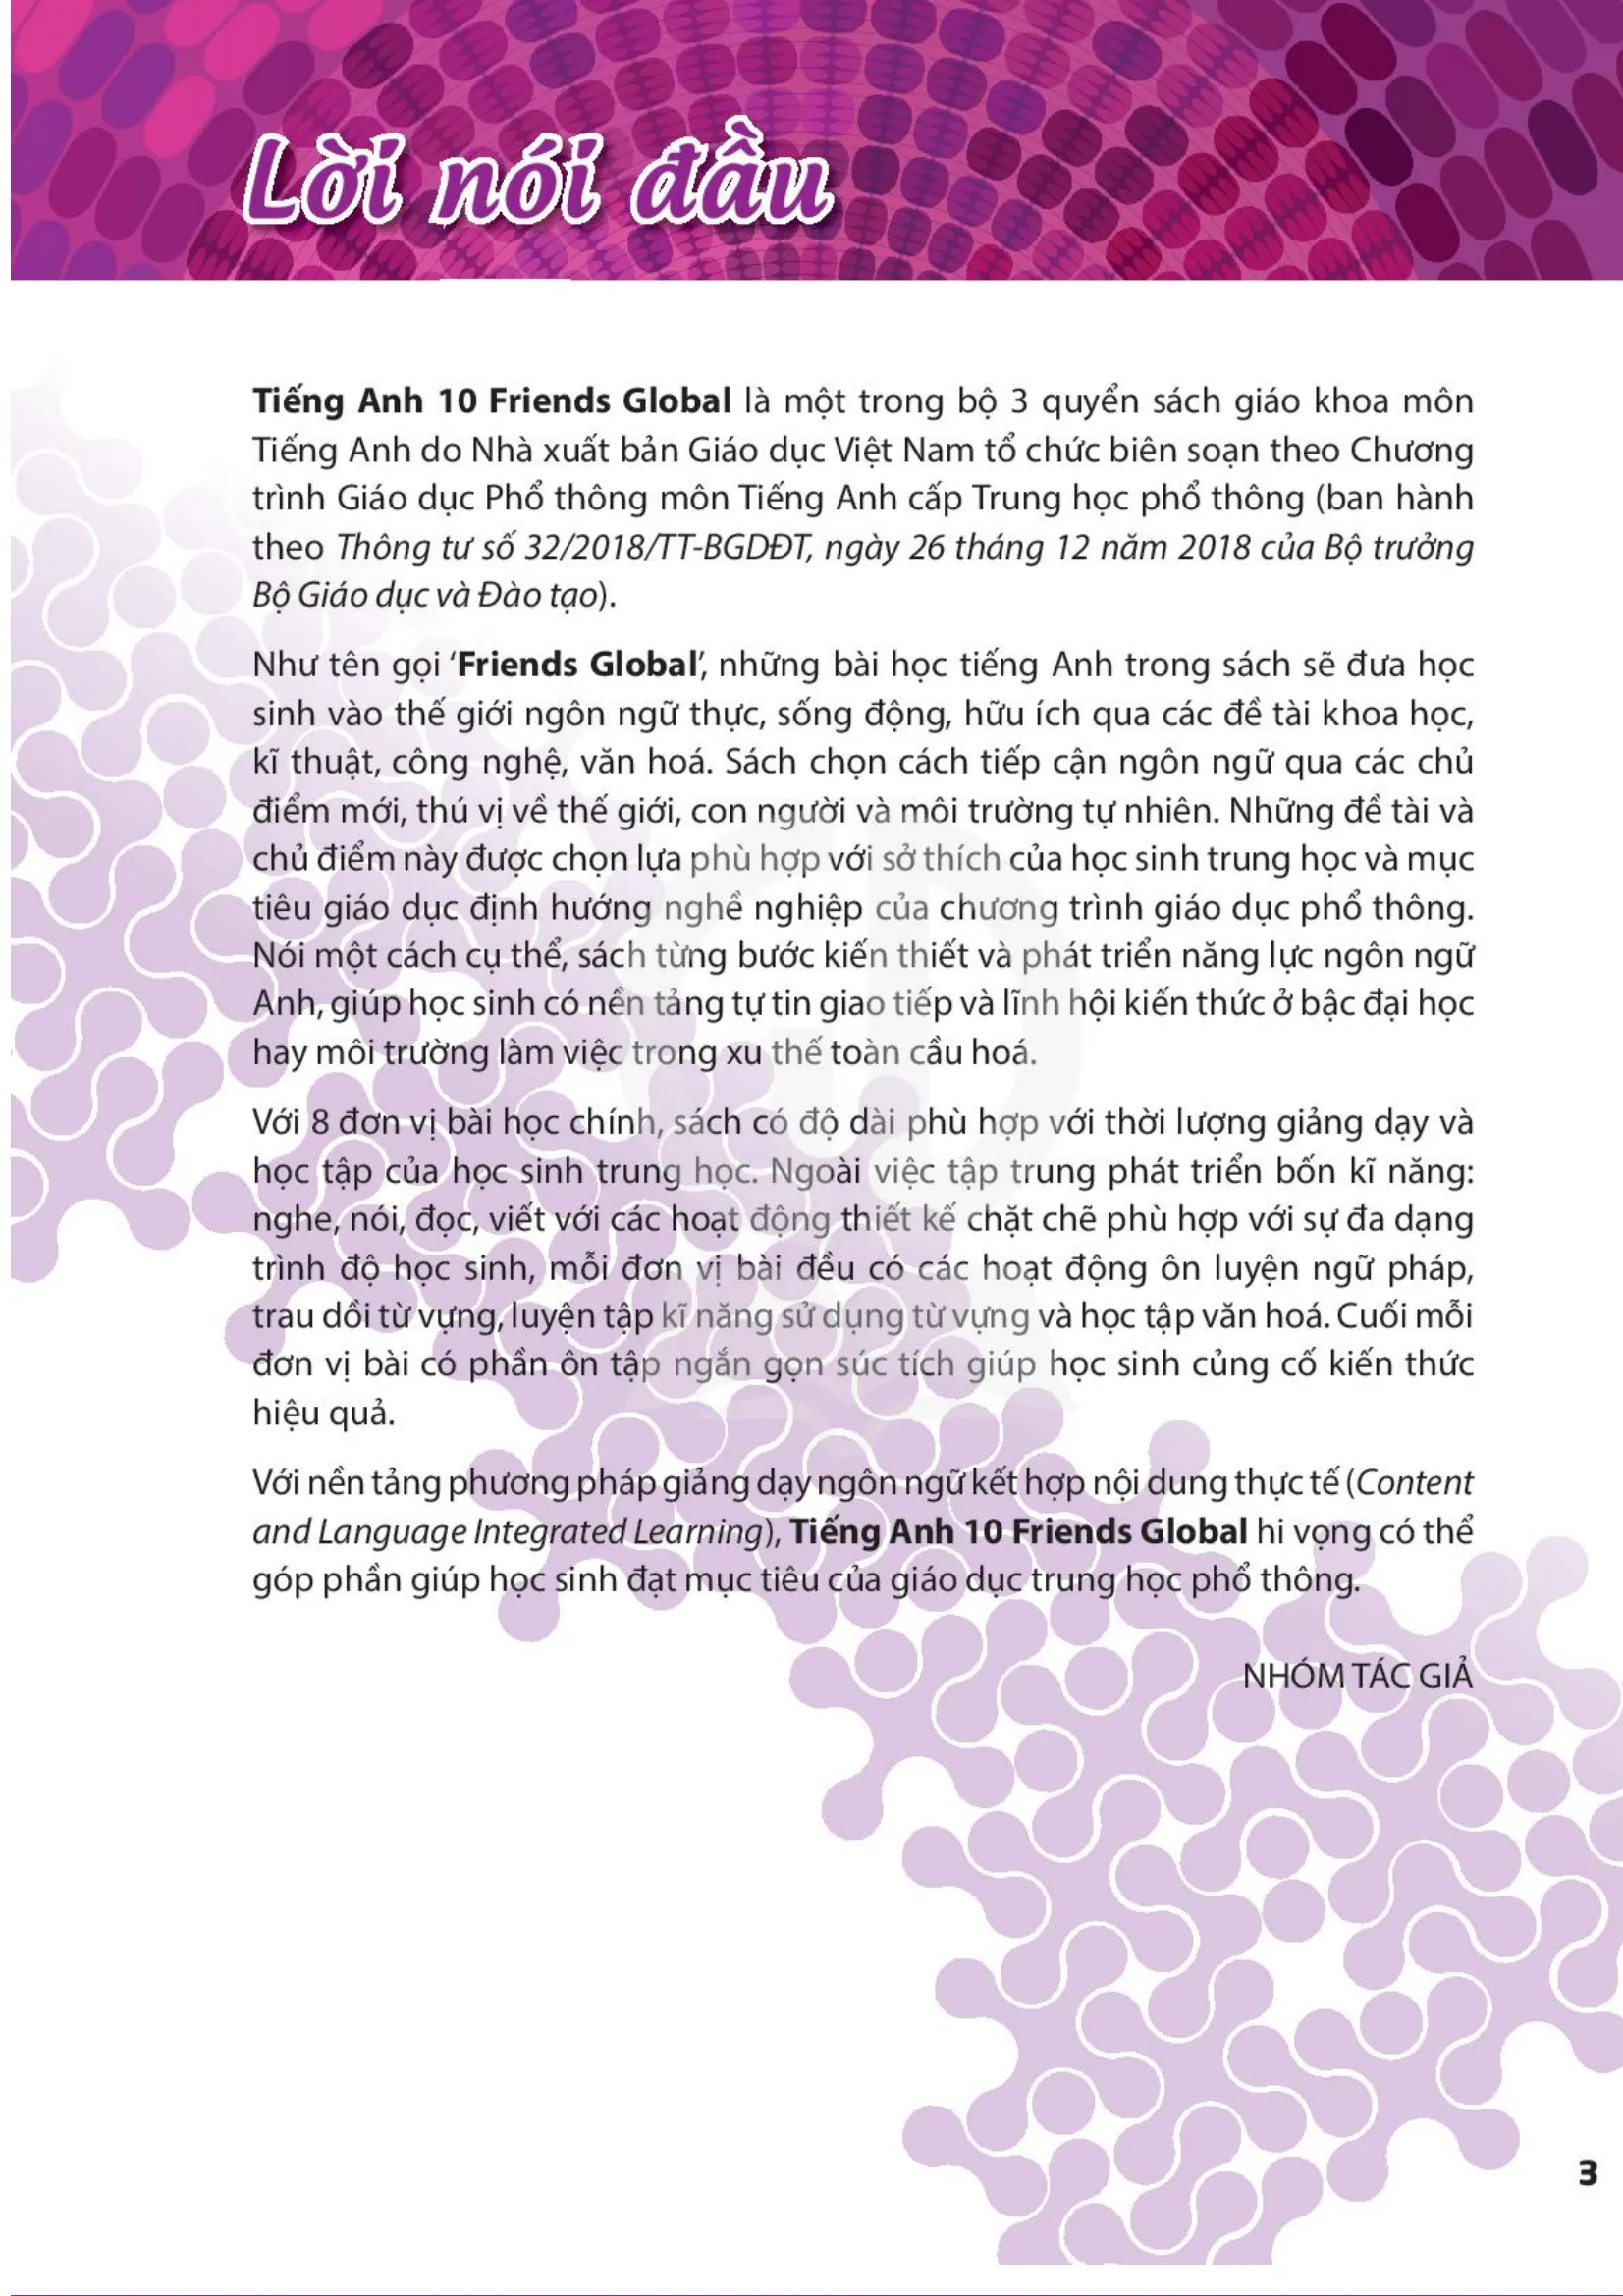 Lời nói đầu
Tiếng Anh 10 Friends Global là một trong bộ 3 quyển sách giáo khoa môn
Tiếng Anh do Nhà xuất bản Giáo dục Việt Nam tổ chức biên soạn theo Chương
trình Giáo dục Phổ thông môn Tiếng Anh cấp Trung học phổ thông (ban hành
theo Thông tư số 32/2018/TT-BGDĐT, ngày 26 tháng 12 năm 2018 của Bộ trưởng
Bộ Giáo dục và Đào tạo).
Như tên gọi ‘Friends Global’, những bài học tiếng Anh trong sách sẽ đưa học
sinh vào thế giới ngôn ngữ thực, sống động, hữu ích qua các đề tài khoa học,
kĩ thuật, công nghệ, văn hoá. Sách chọn cách tiếp cận ngôn ngữ qua các chủ
điểm mới, thú vị về thế giới, con người và môi trường tự nhiên. Những đề tài và
chủ điểm này được chọn lựa phù hợp với sở thích của học sinh trung học và mục
tiêu giáo dục định hướng nghề nghiệp của chương trình giáo dục phổ thông.
Nói một cách cụ thể, sách từng bước kiến thiết và phát triển năng lực ngôn ngữ
Anh, giúp học sinh có nền tảng tự tin giao tiếp và lĩnh hội kiến thức ở bậc đại học
hay môi trường làm việc trong xu thế toàn cầu hoá.
Với 8 đơn vị bài học chính, sách có độ dài phù hợp với thời lượng giảng dạy và
học tập của học sinh trung học. Ngoài việc tập trung phát triển bốn kĩ năng:
nghe, nói, đọc, viết với các hoạt động thiết kế chặt chẽ phù hợp với sự đa dạng
trình độ học sinh, mỗi đơn vị bài đều có các hoạt động ôn luyện ngữ pháp,
trau dồi từ vựng, luyện tập kĩ năng sử dụng từ vựng và học tập văn hoá. Cuối mỗi
đơn vị bài có phần ôn tập ngắn gọn súc tích giúp học sinh củng cố kiến thức
hiệu quả.
Với nền tảng phương pháp giảng dạy ngôn ngữ kết hợp nội dung thực tế (Content
and Language Integrated Learning), Tiếng Anh 10 Friends Global hi vọng có thể
góp phần giúp học sinh đạt mục tiêu của giáo dục trung học phổ thông.
NHÓM TÁC GIẢ
3